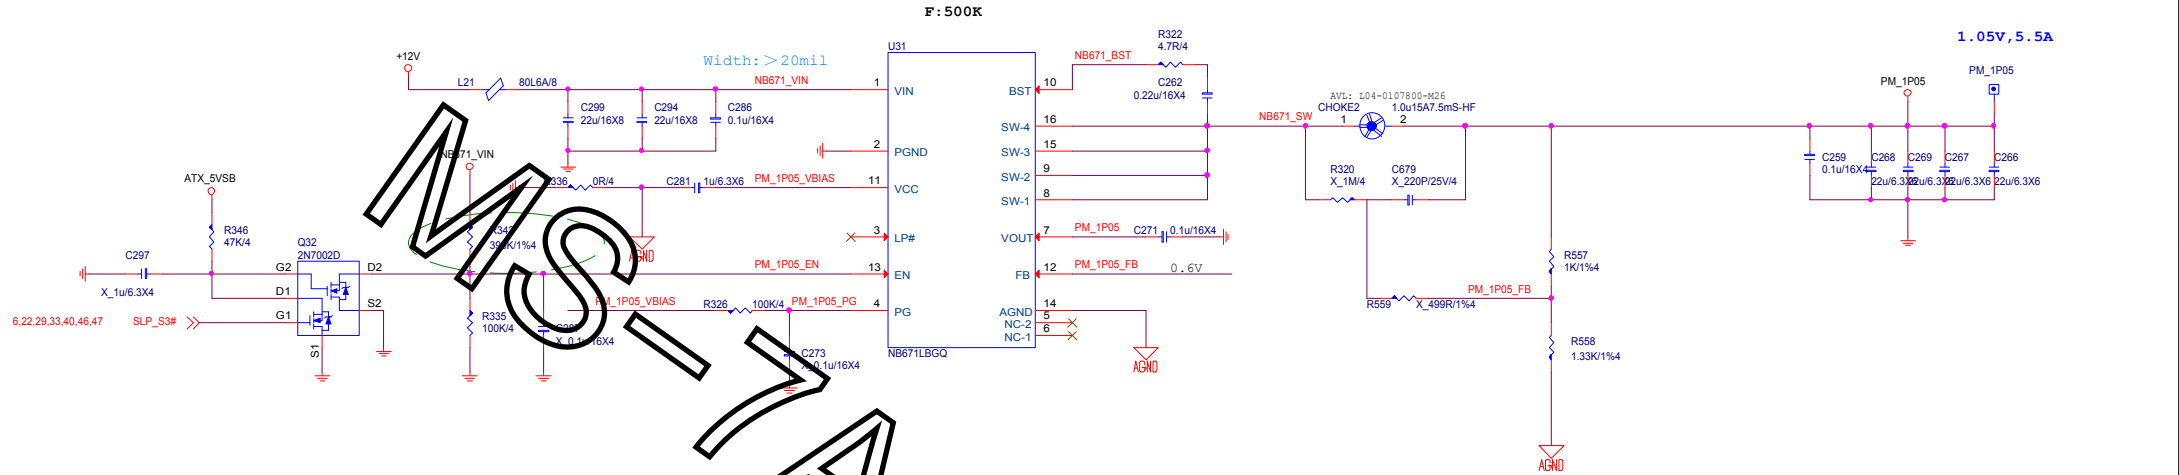 F:500K
1.05V,5.5A
+12V
L21
80L6A/8
Width:＞20mil
NB671_VIN
C299
22u/16X8
C294
22u/16X8
C286
0.1u/16X4
ATX_5VSB
R346
47K/4
C297
X_1u/6.3X4
6,22,29,33,40,46,47
SLP_S3#
Q32
2N7002D
G2
D1
G1
D2
S2
S1
0R/4
C281
1u/6.3X6
PM_1P05_VBIAS
AGND
PM_1P05_EN
R335
100K/4
PM_1P05_VBIAS
R326
100K/4
PM_1P05_PG
C273
X_0.1u/16X4
U31
1
VIN
2
PGND
11
VCC
3
LP#
13
EN
4
PG
NB671LBGQ
BST
10
SW-4
16
SW-3
15
SW-2
9
SW-1
8
VOUT
7
FB
12
AGND
14
NC-2
5
NC-1
6
NB671_BST
R322
4.7R/4
C262
0.22u/16X4
NB671_SW
AVL: L04-0107800-M26
CHOKE2
1.0u15A7.5mS-HF
1
2
R320
X_1M/4
C679
X_220P/25V/4
PM_1P05
C271
0.1u/16X4
PM_1P05_FB
0.6V
AGND
R559
X_499R/1%4
PM_1P05_FB
R557
1K/1%4
R558
1.33K/1%4
AGND
PM_1P05
PM_1P05
C259
0.1u/16X4
C268
C269
C267
C266
22u/6.3X6
MS-7A